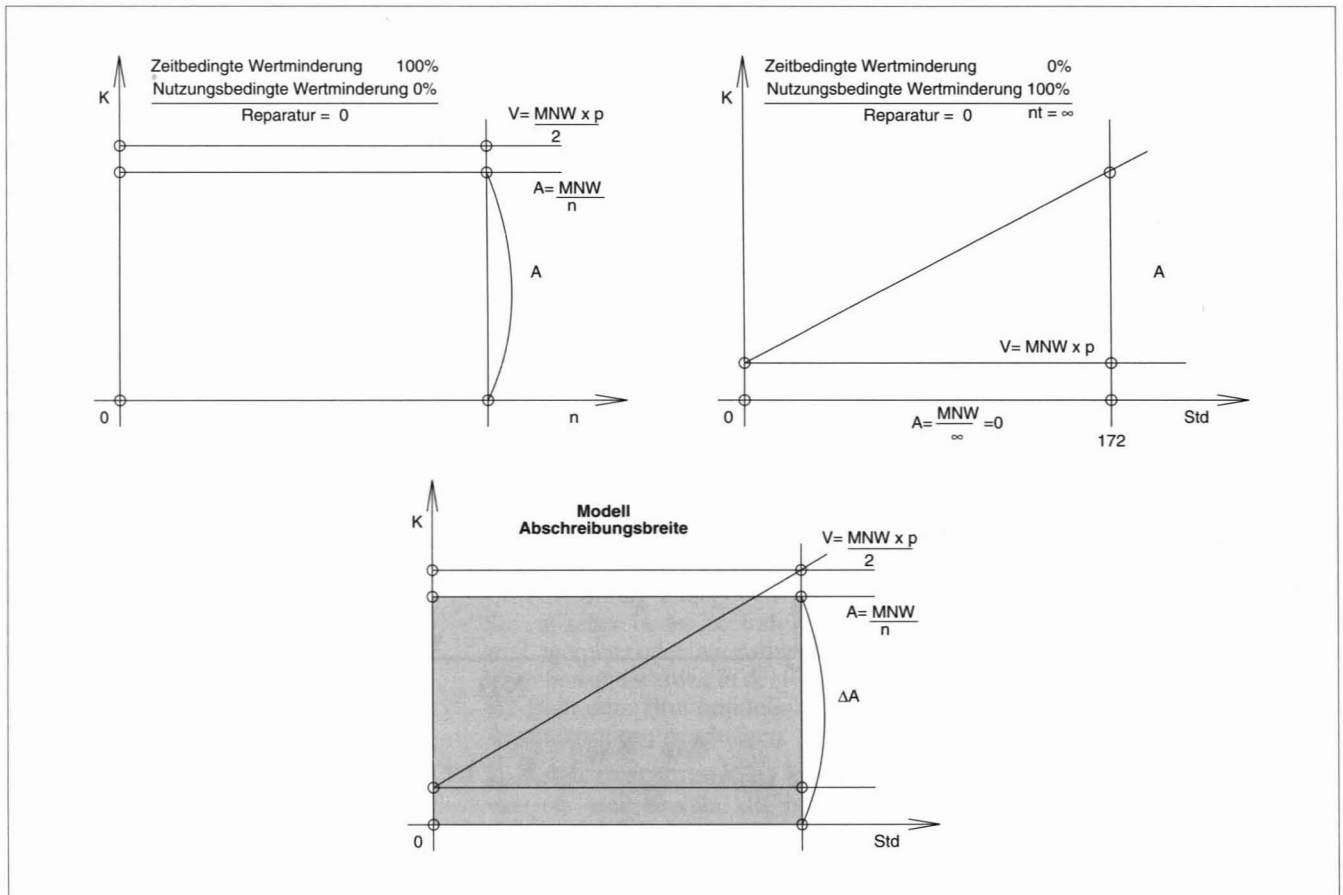 Zeitbedingte Wertminderung 100%
K
Nutzungsbedingte Wertminderung 0%
Reparatur = 0
V= MNW x p
2
A= MNW
n
A
0
n
Zeitbedingte Wertminderung 0%
K
Nutzungsbedingte Wertminderung 100%
Reparatur = 0 nt = ∞
A
V= MNW x p
0
A= MNW =0
∞
Std
172
Modell
Abschreibungsbreite
K
V= MNW x p
2
A= MNW
n
ΔA
0
Std